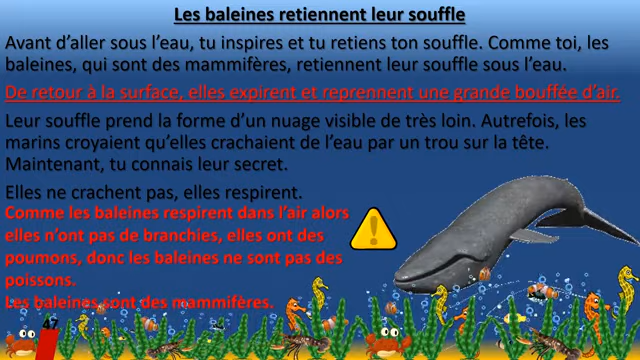 Les baleines retiennent leur souffle
Avant d’aller sous l’eau, tu inspires et tu retiens ton souffle. Comme toi, les
baleines, qui sont des mammifères, retiennent leur souffle sous l’eau.
De retour à la surface, elles expirent et reprennent une grande bouffée d’air.
Leur souffle prend la forme d’un nuage visible de très loin. Autrefois, les
marins croyaient qu’elles crachaient de l’eau par un trou sur la tête.
Maintenant, tu connais leur secret.
Elles ne crachent pas, elles respirent.
Comme les baleines respirent dans l’air alors
elles n’ont pas de branchies, elles ont des
poumons, donc les baleines ne sont pas des
poissons.
Les baleines sont des mammifères.
47